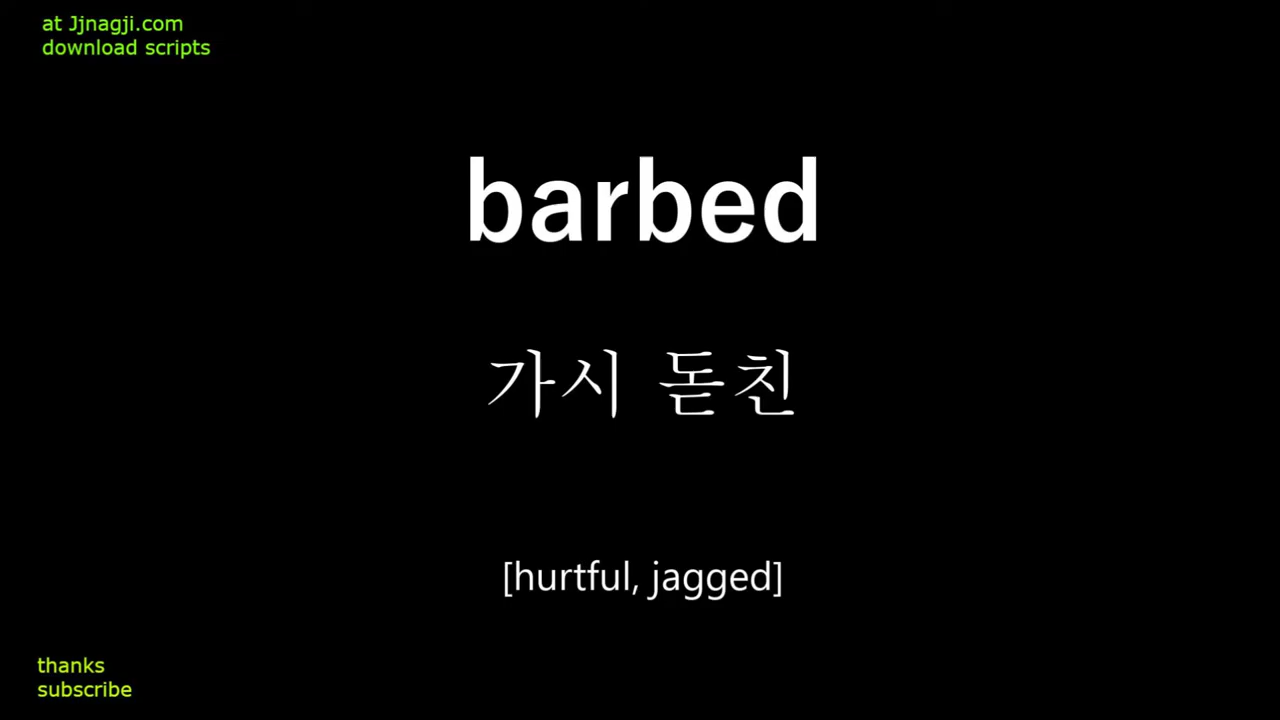 at Jjnagji.com
download scripts
barbed
가시 돋친
[hurtful, jagged]
thanks
subscribe